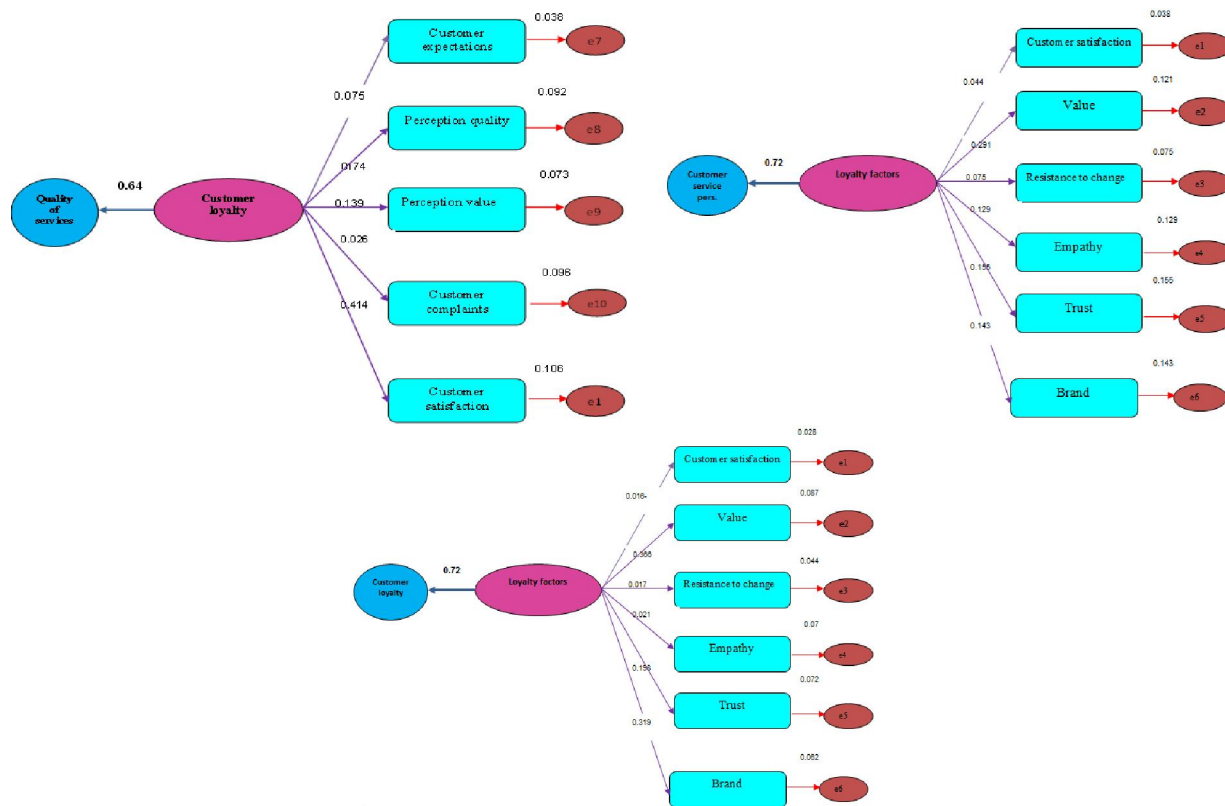 0.038
Customer
expectations
e7
0.075
0.092
Perception quality
e8
0.174
0.64
Quality
of
services
Customer
loyalty
0.073
Perception value
e9
0.139
0.026
0.096
Customer
complaints
e10
0.414
0.106
Customer
satisfaction
e1
0.038
Customer satisfaction
e1
0.044
0.121
Value
e2
0.291
0.72
Customer
service
pers.
Loyalty factors
0.075
Resistance to change
e3
0.075
0.129
0.129
Empathy
e4
0.155
0.155
Trust
e5
0.143
0.143
Brand
e6
0.028
Customer satisfaction
e1
0.016-
0.087
Value
e2
0.72
Customer
loyalty
Loyalty factors
0.044
Resistance to change
e3
0.017
0.021
0.07
Empathy
e4
0.072
Trust
e5
0.319
0.062
Brand
e6